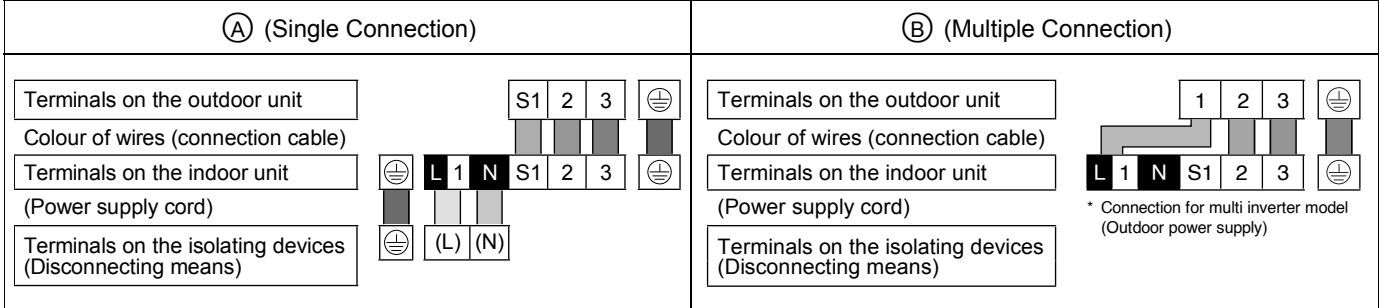 Ⓐ (Single Connection)
Terminals on the outdoor unit
S1 2 3
Colour of wires (connection cable)
Terminals on the indoor unit
L 1 N S1 2 3
(Power supply cord)
Terminals on the isolating devices
(Disconnecting means)
(L) (N)
Ⓑ (Multiple Connection)
Terminals on the outdoor unit
1 2 3
Colour of wires (connection cable)
Terminals on the indoor unit
L 1 N S1 2 3
(Power supply cord)
* Connection for multi inverter model
(Outdoor power supply)
Terminals on the isolating devices
(Disconnecting means)